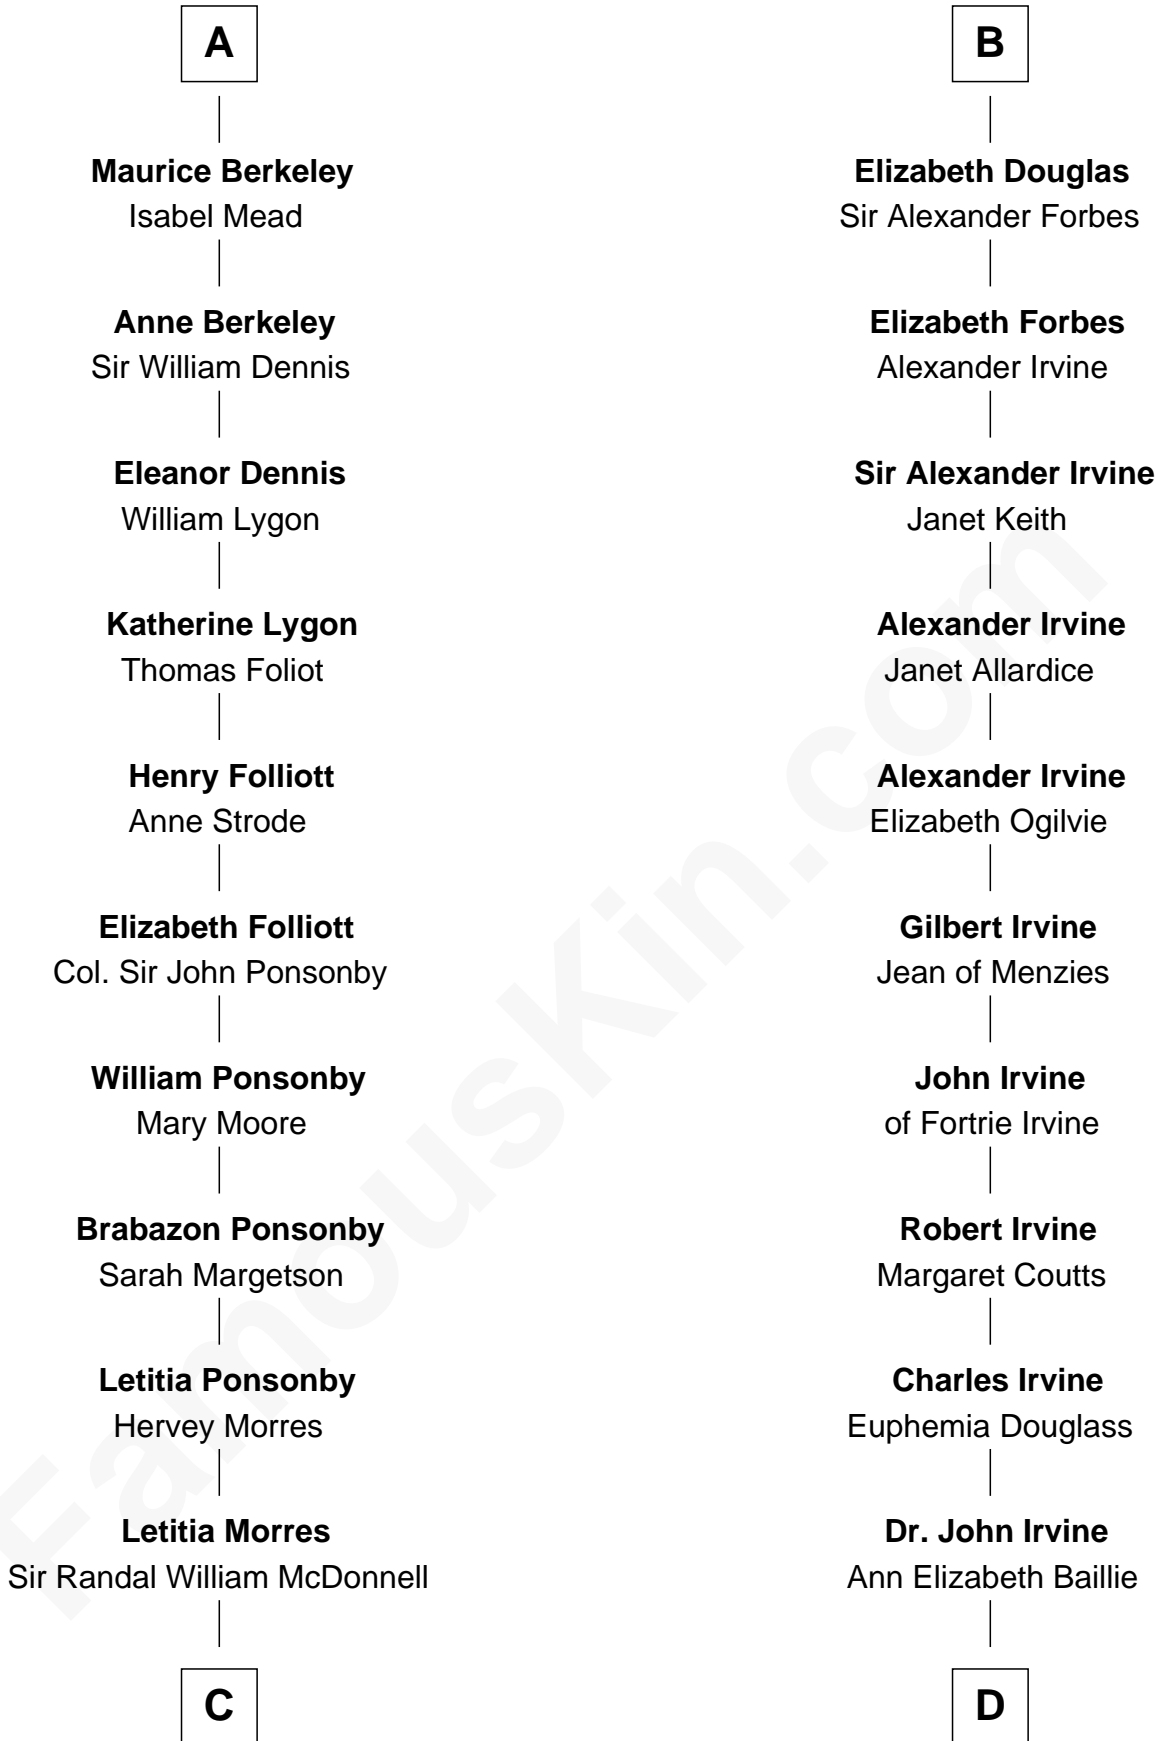 A
Maurice Berkeley
Isabel Mead
Anne Berkeley
Sir William Dennis
Eleanor Dennis
William Lygon
Katherine Lygon
Thomas Foliot
Henry Folliott
Anne Strode
Elizabeth Folliott
Col. Sir John Ponsonby
William Ponsonby
Mary Moore
Brabazon Ponsonby
Sarah Margetson
Letitia Ponsonby
Hervey Morres
Letitia Morres
Sir Randal William McDonnell
C
B
Elizabeth Douglas
Sir Alexander Forbes
Elizabeth Forbes
Alexander Irvine
Sir Alexander Irvine
Janet Keith
Alexander Irvine
Janet Allardice
Alexander Irvine
Elizabeth Ogilvie
Gilbert Irvine
Jean of Menzies
John Irvine
of Fortrie Irvine
Robert Irvine
Margaret Coutts
Charles Irvine
Euphemia Douglass
Dr. John Irvine
Ann Elizabeth Baillie
D
FamousKin.com